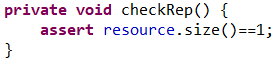 private void checkRep() {
    assert resource.size()==1;
}